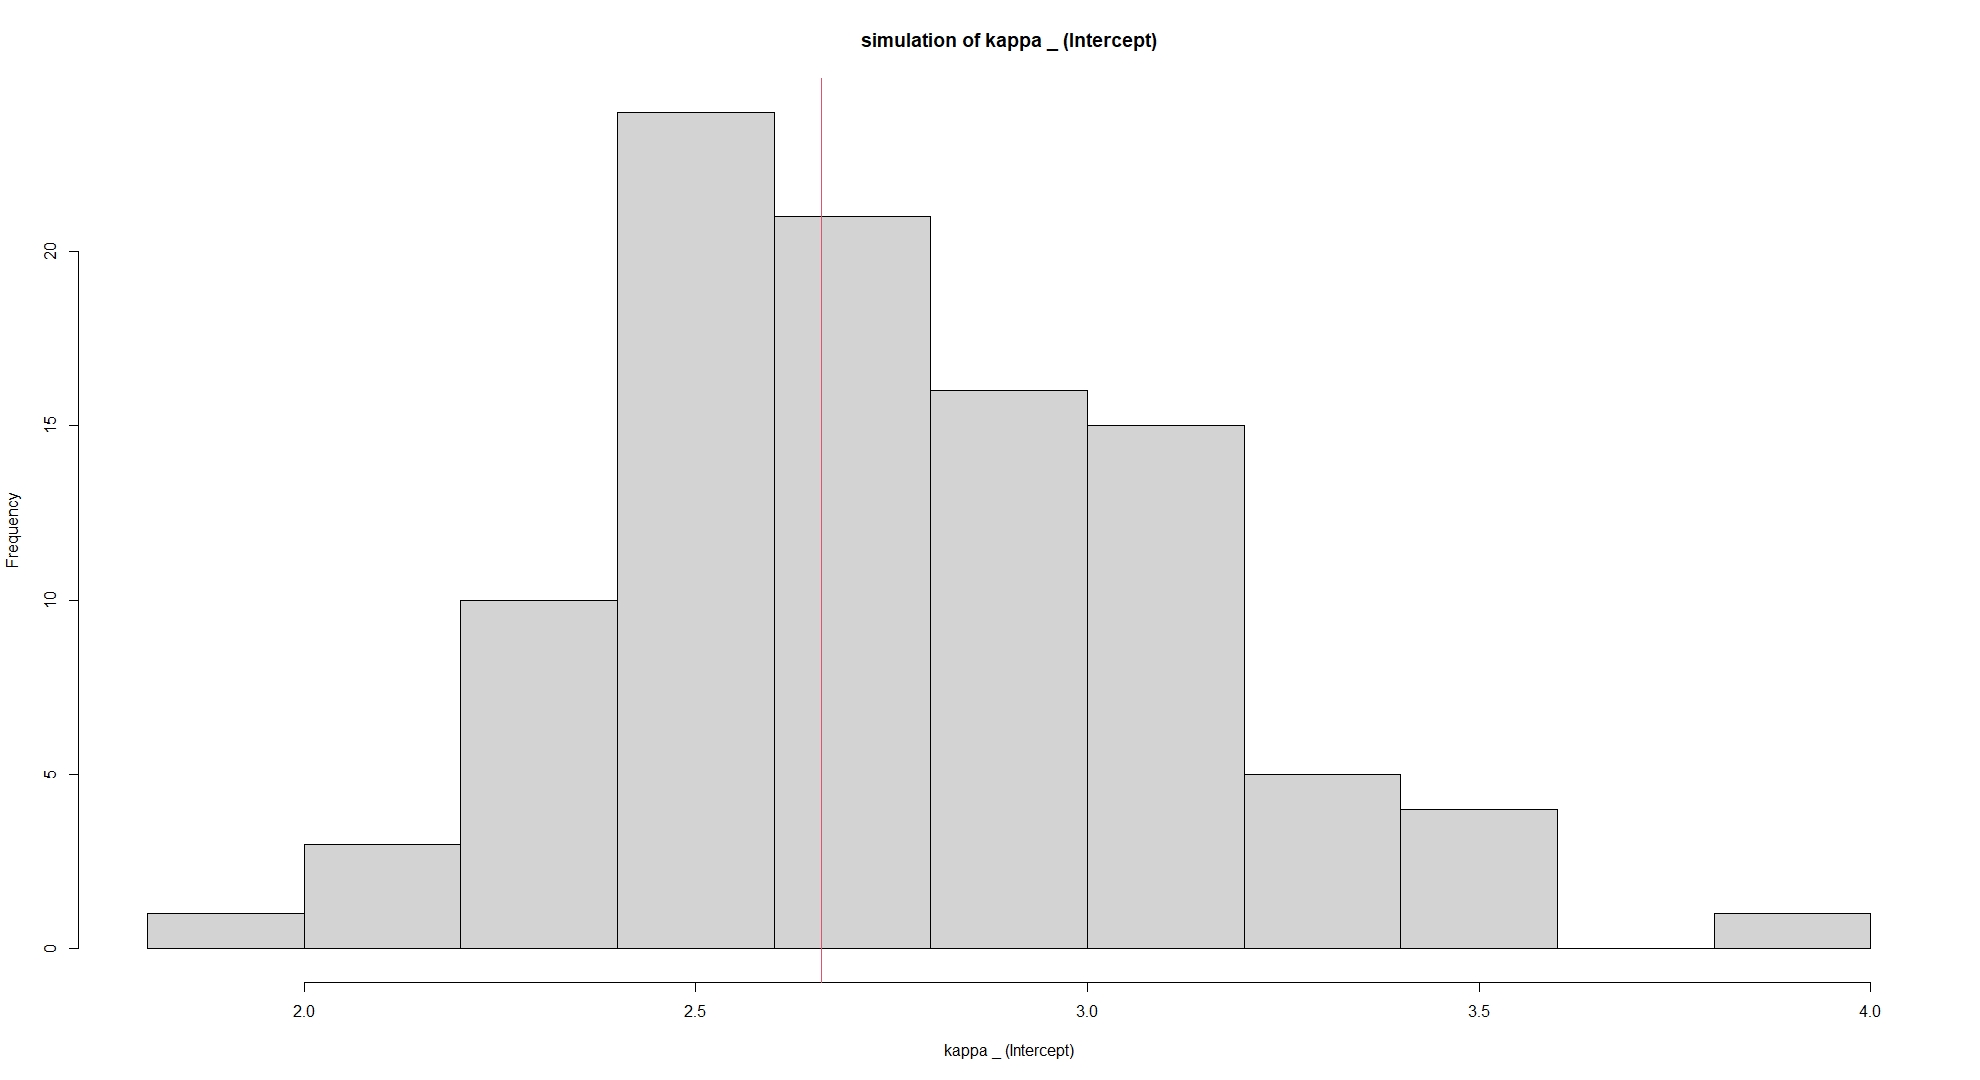 simulation of kappa _ (Intercept)
20
15
10
5
0
Frequency
2.0 2.5 3.0 3.5 4.0
kappa _ (Intercept)